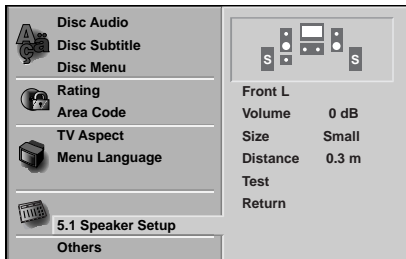 Disc Audio
Disc Subtitle
Disc Menu
Rating
Area Code
TV Aspect
Menu Language
5.1 Speaker Setup
Others
S S
Front L
Volume 0 dB
Size Small
Distance 0.3 m
Test
Return